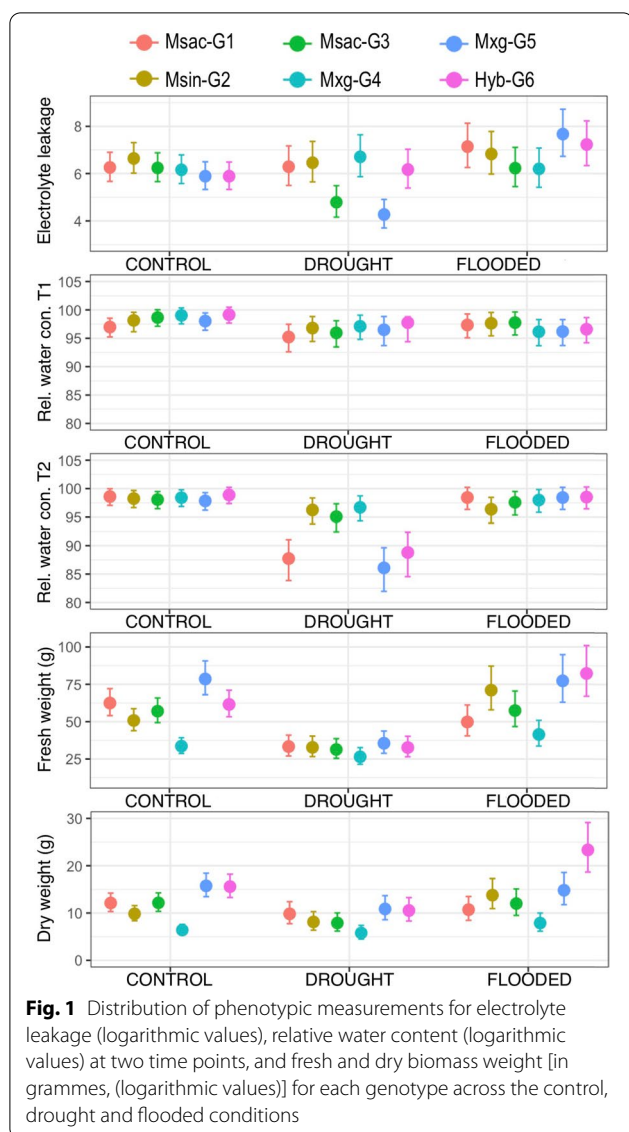 Msac-G1 Msac-G3 Mxg-G5
Msin-G2 Mxg-G4 Hyb-G6
Electrolyte leakage
8
6
4
CONTROL DROUGHT FLOODED
Rel. water con. T1
105
100
95
90
85
80
CONTROL DROUGHT FLOODED
Rel. water con. T2
105
100
95
90
85
80
CONTROL DROUGHT FLOODED
Fresh weight (g)
100
75
50
25
CONTROL DROUGHT FLOODED
Dry weight (g)
30
20
10
0
CONTROL DROUGHT FLOODED
Fig. 1 Distribution of phenotypic measurements for electrolyte
leakage (logarithmic values), relative water content (logarithmic
values) at two time points, and fresh and dry biomass weight [in
grammes, (logarithmic values)] for each genotype across the control,
drought and flooded conditions